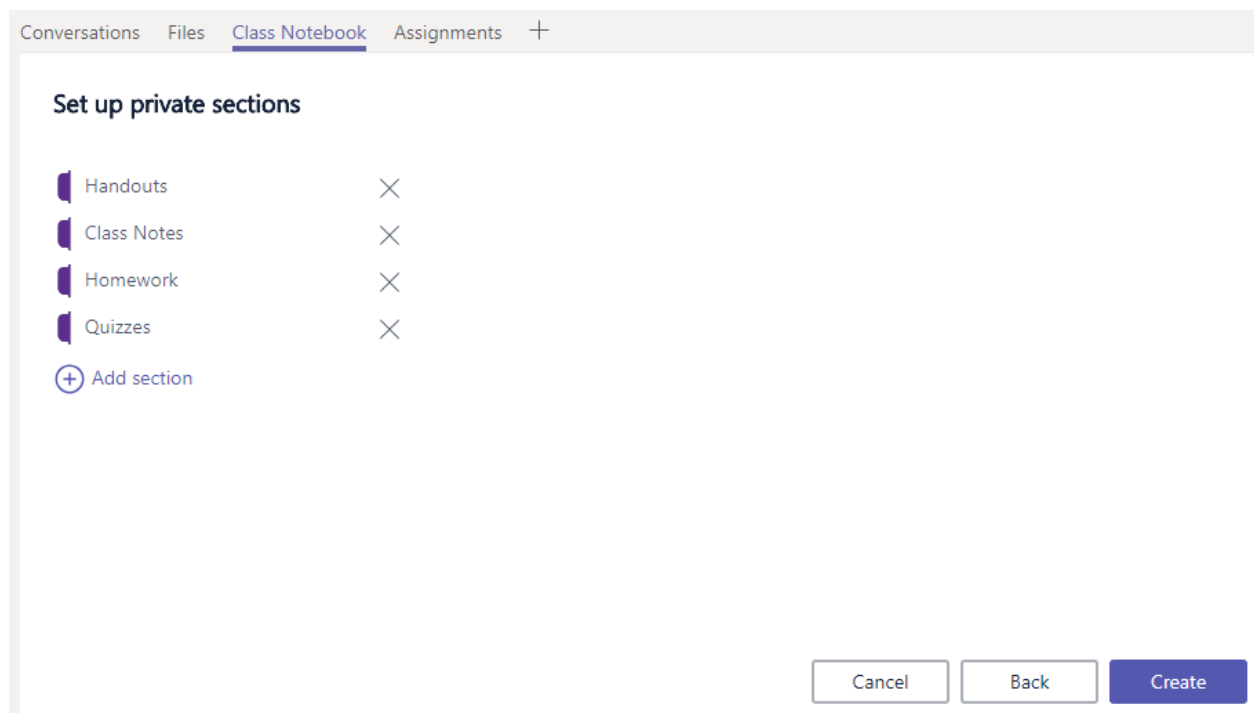 Conversations Files Class Notebook Assignments
Set up private sections
Handouts
Class Notes
Homework
Quizzes
Add section
Cancel Back Create